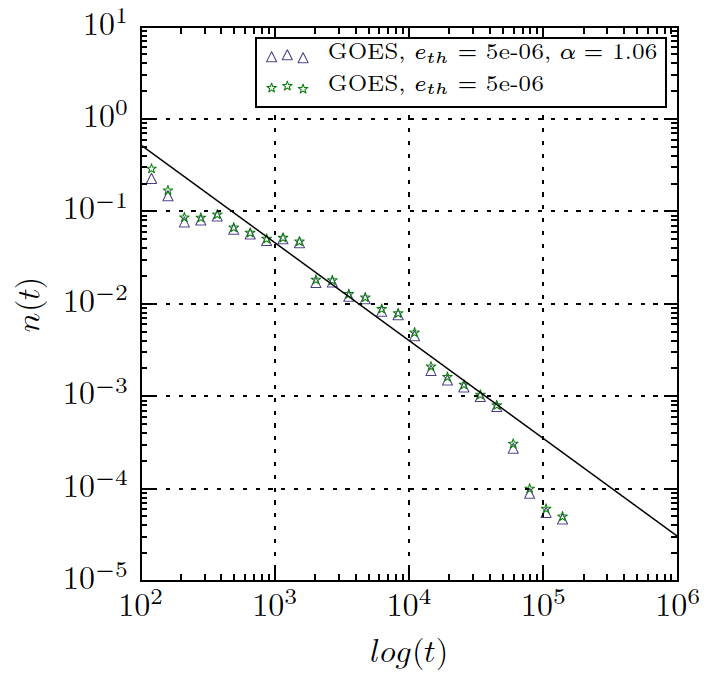 GOES, e_th = 5e-06, α = 1.06
GOES, e_th = 5e-06
10^1
10^0
10^−1
10^−2
10^−3
10^−4
10^−5
n(t)
10^2 10^3 10^4 10^5 10^6
log(t)